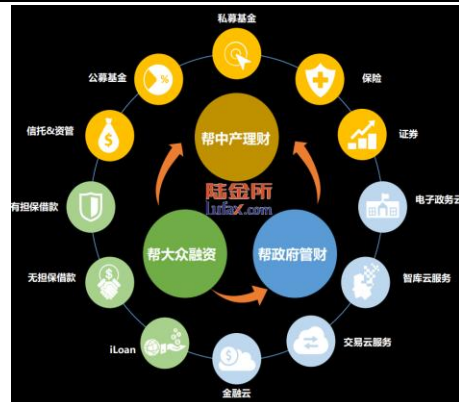 私募基金
公募基金
保险
信托&资管
证券
帮中产理财
陆金所
Lufax.com
有担保借款
电子政务云
帮大众融资
帮政府管财
无担保借款
智库云服务
iLoan
交易云服务
金融云